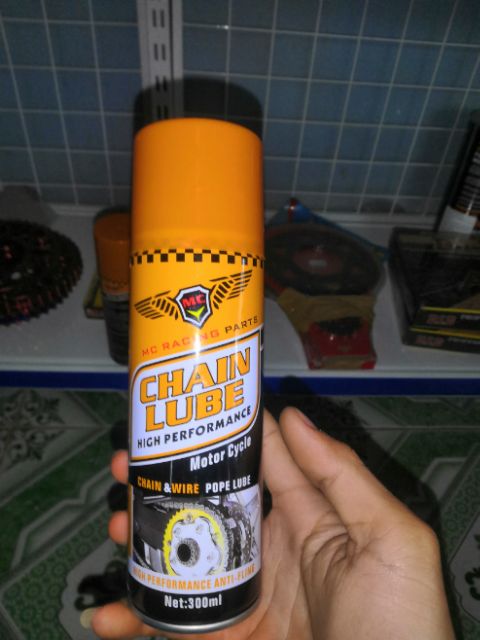 MC
MC RACING PARTS
CHAIN
LUBE
HIGH PERFORMANCE
Motor Cycle
CHAIN & WIRE POPE LUBE
HIGH PERFORMANCE ANTI-FLING
Net:300ml